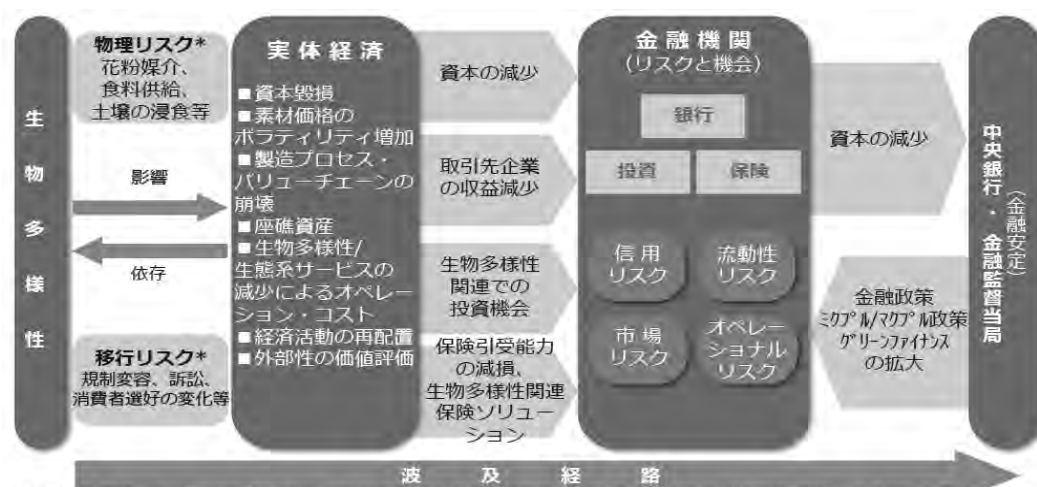 生物多様性
物理リスク*
花粉媒介、
食料供給、
土壌の浸食等
影響
依存
移行リスク*
規制変容、訴訟、
消費者選好の変化等
実体経済
■資本毀損
■素材価格の
ボラティリティ増加
■製造プロセス・
バリューチェーンの
崩壊
■座礁資産
■生物多様性/
生態系サービスの
減少によるオペレー
ション・コスト
■経済活動の再配置
■外部性の価値評価
資本の減少
取引先企業
の収益減少
生物多様性
関連での
投資機会
保険引受能力
の減損、
生物多様性関連
保険ソリュー
ション
金融機関
(リスクと機会)
銀行
投資
保険
信用
リスク
流動性
リスク
市場
リスク
オペレー
ショナル
リスク
資本の減少
金融政策
ミクプル/マクプル政策
グリーンファイナンス
の拡大
中央銀行・金融監督当局
(金融安定)
波及経路